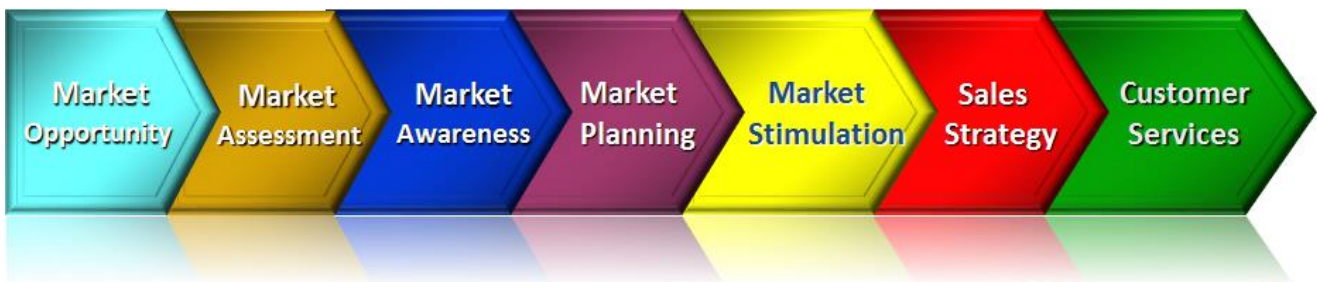 Market
Opportunity
Market
Assessment
Market
Awareness
Market
Planning
Market
Stimulation
Sales
Strategy
Customer
Services